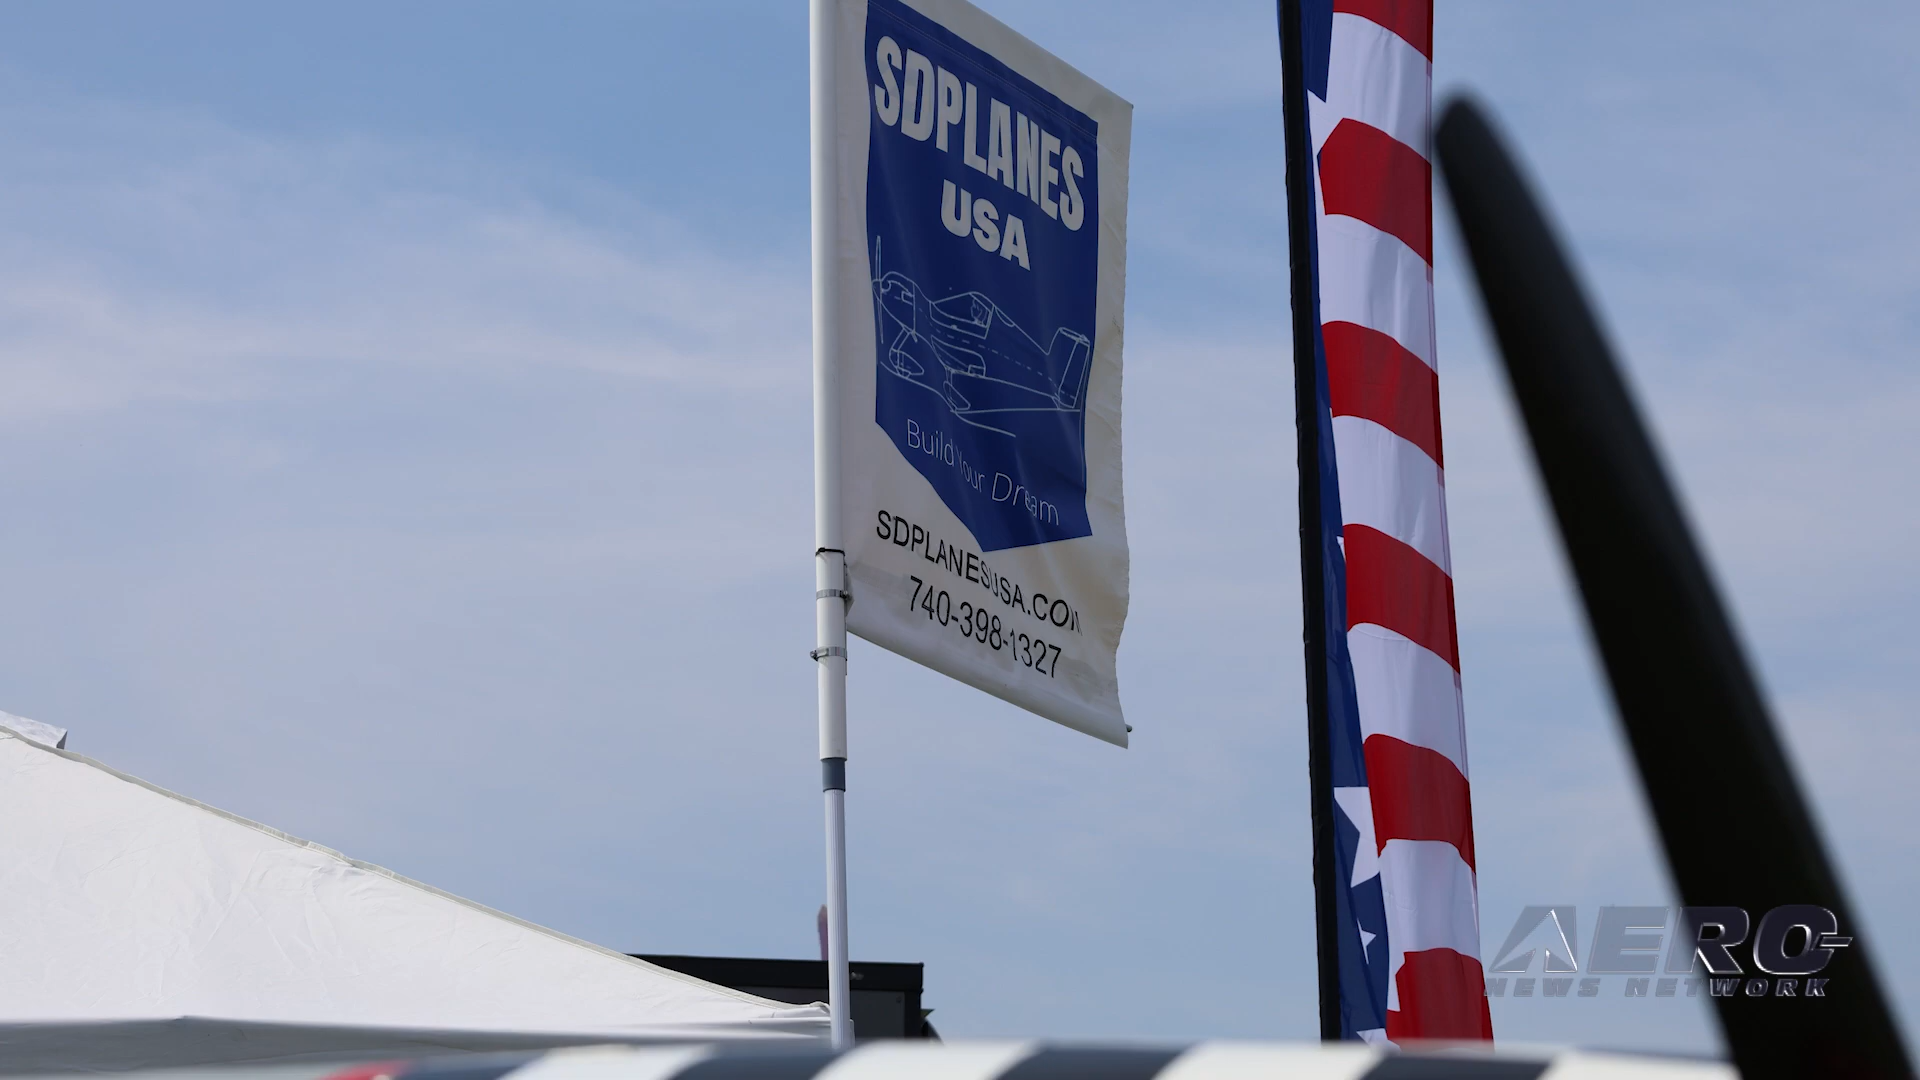 SDPLANES
USA
Build Your Dream
SDPLANESUSA.COM
740-398-1327
AERO
NEWS NETWORK